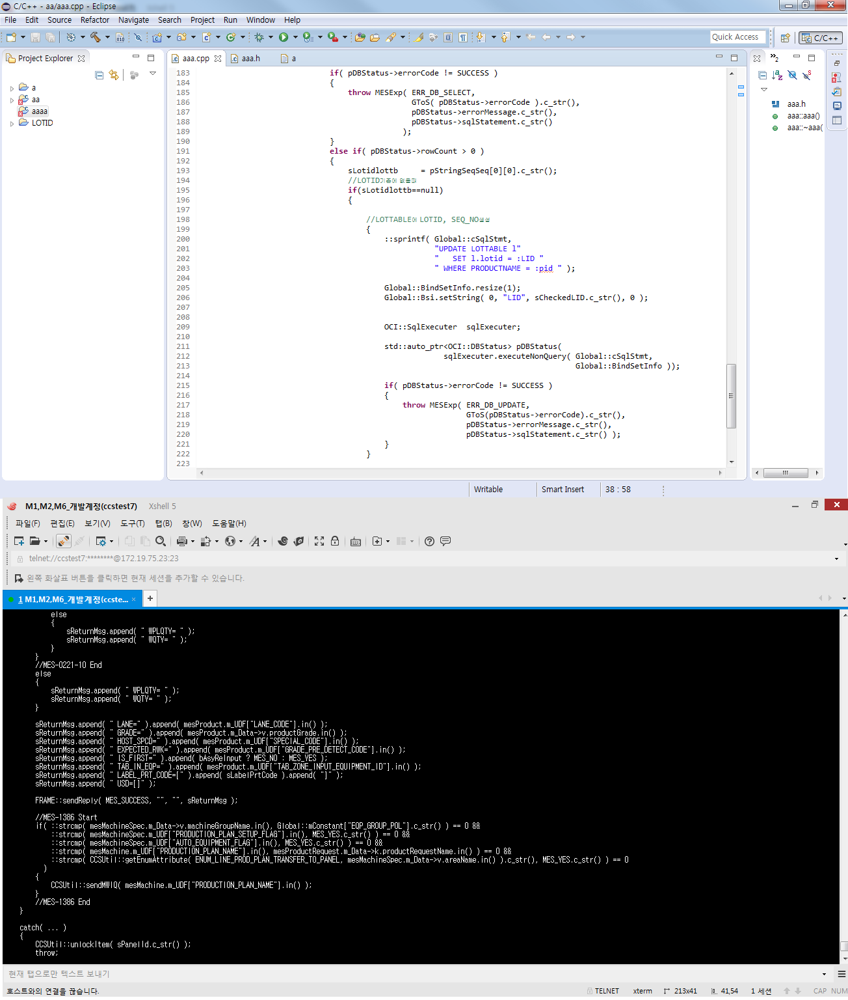 C/C++ - aa/aaa.cpp - Eclipse
File Edit Source Refactor Navigate Search Project Run Window Help
Quick Access C/C++
Project Explorer
a
aa
aaaa
LOTID
aaa.cpp aaa.h a
183 if( pDBStatus->errorCode != SUCCESS )
184 {
185 throw MESExp( ERR_DB_SELECT,
186 GToS( pDBStatus->errorCode ).c_str(),
187 pDBStatus->errorMessage.c_str(),
188 pDBStatus->sqlStatement.c_str()
189 );
190 }
191 else if( pDBStatus->rowCount > 0 )
192 {
193 sLotidlottb = pStringSeqSeq[0][0].c_str();
194 //LOTID기존에 없을때
195 if(sLotidlottb==null)
196 {
197
198 //LOTTABLE에 LOTID, SEQ_NO생성
199 {
200 ::sprintf( Global::cSqlStmt,
201 "UPDATE LOTTABLE l"
202 " SET l.lotid = :LID "
203 " WHERE PRODUCTNAME = :pid " );
204
205 Global::BindSetInfo.resize(1);
206 Global::Bsi.setString( 0, "LID", sCheckedLID.c_str(), 0 );
207
208
209 OCI::SqlExecuter sqlExecuter;
210
211 std::auto_ptr<OCI::DBStatus> pDBStatus(
212 sqlExecuter.executeNonQuery( Global::cSqlStmt,
213 Global::BindSetInfo ));
214
215 if( pDBStatus->errorCode != SUCCESS )
216 {
217 throw MESExp( ERR_DB_UPDATE,
218 GToS(pDBStatus->errorCode).c_str(),
219 pDBStatus->errorMessage.c_str(),
220 pDBStatus->sqlStatement.c_str() );
221 }
222 }
223
»2
aaa.h
aaa::aaa()
aaa::~aaa(
Writable Smart Insert 38 : 58
M1,M2,M6_개발계정(ccstest7) Xshell 5
파일(F) 편집(E) 보기(V) 도구(T) 탭(B) 창(W) 도움말(H)
telnet://ccstest7:********@172.19.75.23:23
왼쪽 화살표 버튼을 클릭하면 현재 세션을 추가할 수 있습니다.
1 M1,M2,M6_개발계정(ccste... × +
else
{
sReturnMsg.append( " WPLQTY= " );
sReturnMsg.append( " WQTY= " );
}
}
//MES-0221-10 End
else
{
sReturnMsg.append( " WPLQTY= " );
sReturnMsg.append( " WQTY= " );
}
sReturnMsg.append( " LANE=" ).append( mesProduct.m_UDF["LANE_CODE"].in() );
sReturnMsg.append( " GRADE=" ).append( mesProduct.m_Data->v.productGrade.in() );
sReturnMsg.append( " HOST_SPCD=" ).append( mesProduct.m_UDF["SPECIAL_CODE"].in() );
sReturnMsg.append( " EXPECTED_RWK=" ).append( mesProduct.m_UDF["GRADE_PRE_DETECT_CODE"].in() );
sReturnMsg.append( " IS_FIRST=" ).append( bAsyReInput ? MES_NO : MES_YES );
sReturnMsg.append( " TAB_IN_EQP=" ).append( mesProduct.m_UDF["TAB_ZONE_INPUT_EQUIPMENT_ID"].in() );
sReturnMsg.append( " LABEL_PRT_CODE=[" ).append( sLabelPrtCode ).append( "]" );
sReturnMsg.append( " USD=[]" );
FRAME::sendReply( MES_SUCCESS, "", "", sReturnMsg );
//MES-1386 Start
if( ::strcmp( mesMachineSpec.m_Data->v.machineGroupName.in(), Global::mConstant["EQP_GROUP_POL"].c_str() ) == 0 &&
::strcmp( mesMachineSpec.m_UDF["PRODUCTION_PLAN_SETUP_FLAG"].in(), MES_YES.c_str() ) == 0 &&
::strcmp( mesMachineSpec.m_UDF["AUTO_EQUIPMENT_FLAG"].in(), MES_YES.c_str() ) == 0 &&
::strcmp( mesMachine.m_UDF["PRODUCTION_PLAN_NAME"].in(), mesProductRequest.m_Data->k.productRequestName.in() ) == 0 &&
::strcmp( CCSUtil::getEnumAttribute( ENUM_LINE_PROD_PLAN_TRANSFER_TO_PANEL, mesMachineSpec.m_Data->v.areaName.in() ).c_str(), MES_YES.c_str() ) == 0
)
{
CCSUtil::sendMWIQ( mesMachine.m_UDF["PRODUCTION_PLAN_NAME"].in() );
}
//MES-1386 End
}
catch( ... )
{
CCSUtil::unlockItem( sPanelId.c_str() );
throw;
현재 탭으로만 텍스트 보내기
호스트와의 연결을 끊습니다. TELNET xterm 213x41 41,54 1 세션 CAP NUM